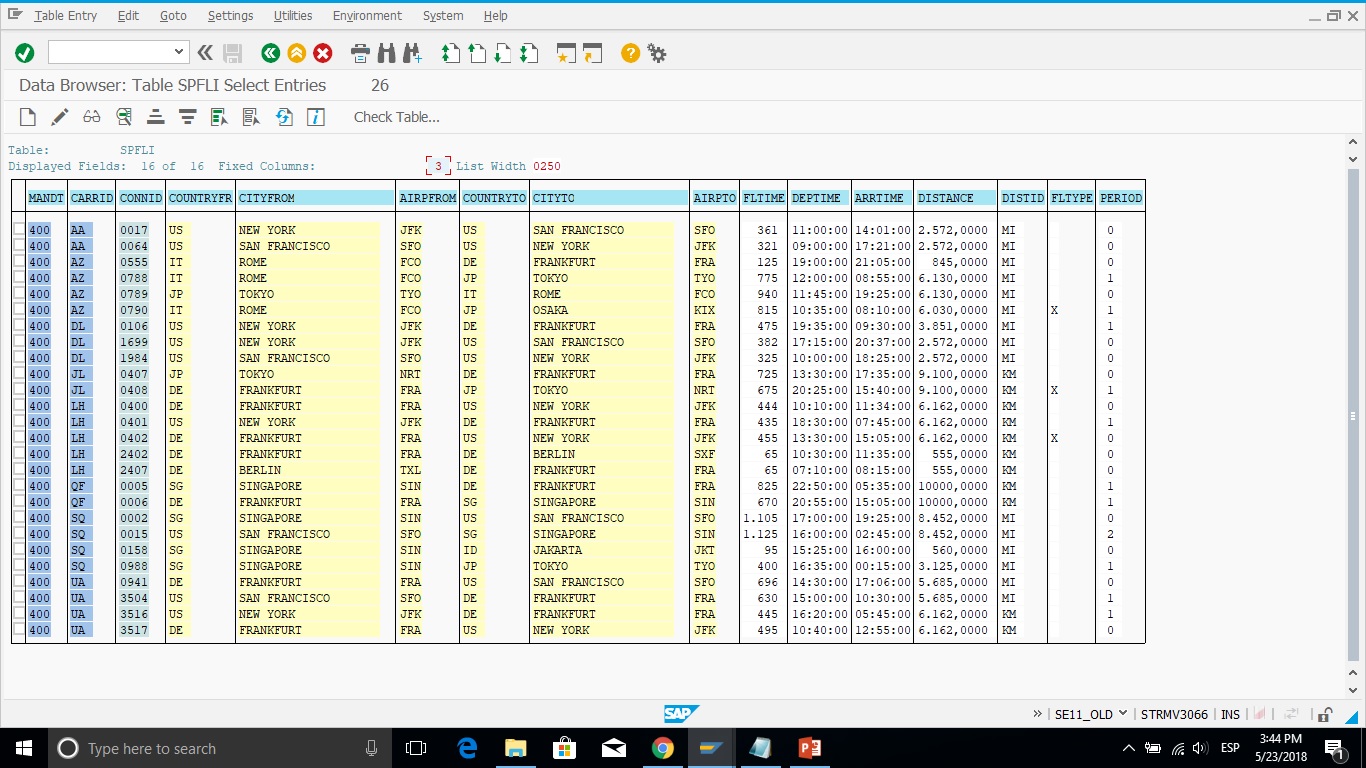 Table Entry Edit Goto Settings Utilities Environment System Help
Data Browser: Table SPFLI Select Entries 26
Check Table...
Table: SPFLI
Displayed Fields: 16 of 16 Fixed Columns: 3 List Width 0250
MANDT CARRID CONNID COUNTRYFR CITYFROM AIRPFROM COUNTRYTO CITYTO AIRPTO FLTIME DEPTIME ARRTIME DISTANCE DISTID FLTYPE PERIOD
400 AA 0017 US NEW YORK JFK US SAN FRANCISCO SFO 361 11:00:00 14:01:00 2.572,0000 MI 0
400 AA 0064 US SAN FRANCISCO SFO US NEW YORK JFK 321 09:00:00 17:21:00 2.572,0000 MI 0
400 AZ 0555 IT ROME FCO DE FRANKFURT FRA 125 19:00:00 21:05:00 845,0000 MI 0
400 AZ 0788 IT ROME FCO JP TOKYO TYO 775 12:00:00 08:55:00 6.130,0000 MI 1
400 AZ 0789 JP TOKYO TYO IT ROME FCO 940 11:45:00 19:25:00 6.130,0000 MI 0
400 AZ 0790 IT ROME FCO JP OSAKA KIX 815 10:35:00 08:10:00 6.030,0000 MI X 1
400 DL 0106 US NEW YORK JFK DE FRANKFURT FRA 475 19:35:00 09:30:00 3.851,0000 MI 1
400 DL 1699 US NEW YORK JFK US SAN FRANCISCO SFO 382 17:15:00 20:37:00 2.572,0000 MI 0
400 DL 1984 US SAN FRANCISCO SFO US NEW YORK JFK 325 10:00:00 18:25:00 2.572,0000 MI 0
400 JL 0407 JP TOKYO NRT DE FRANKFURT FRA 725 13:30:00 17:35:00 9.100,0000 KM 0
400 JL 0408 DE FRANKFURT FRA JP TOKYO NRT 675 20:25:00 15:40:00 9.100,0000 KM X 1
400 LH 0400 DE FRANKFURT FRA US NEW YORK JFK 444 10:10:00 11:34:00 6.162,0000 KM 0
400 LH 0401 US NEW YORK JFK DE FRANKFURT FRA 435 18:30:00 07:45:00 6.162,0000 KM 1
400 LH 0402 DE FRANKFURT FRA US NEW YORK JFK 455 13:30:00 15:05:00 6.162,0000 KM X 0
400 LH 2402 DE FRANKFURT FRA DE BERLIN SXF 65 10:30:00 11:35:00 555,0000 KM 0
400 LH 2407 DE BERLIN TXL DE FRANKFURT FRA 65 07:10:00 08:15:00 555,0000 KM 0
400 QF 0005 SG SINGAPORE SIN DE FRANKFURT FRA 825 22:50:00 05:35:00 10000,0000 KM 1
400 QF 0006 DE FRANKFURT FRA SG SINGAPORE SIN 670 20:55:00 15:05:00 10000,0000 KM 1
400 SQ 0002 SG SINGAPORE SIN US SAN FRANCISCO SFO 1.105 17:00:00 19:25:00 8.452,0000 MI 0
400 SQ 0015 US SAN FRANCISCO SFO SG SINGAPORE SIN 1.125 16:00:00 02:45:00 8.452,0000 MI 2
400 SQ 0158 SG SINGAPORE SIN ID JAKARTA JKT 95 15:25:00 16:00:00 560,0000 MI 0
400 SQ 0988 SG SINGAPORE SIN JP TOKYO TYO 400 16:35:00 00:15:00 3.125,0000 MI 1
400 UA 0941 DE FRANKFURT FRA US SAN FRANCISCO SFO 696 14:30:00 17:06:00 5.685,0000 MI 0
400 UA 3504 US SAN FRANCISCO SFO DE FRANKFURT FRA 630 15:00:00 10:30:00 5.685,0000 MI 1
400 UA 3516 US NEW YORK JFK DE FRANKFURT FRA 445 16:20:00 05:45:00 6.162,0000 KM 1
400 UA 3517 DE FRANKFURT FRA US NEW YORK JFK 495 10:40:00 12:55:00 6.162,0000 KM 0
SAP SE11_OLD STRMV3066 INS
Type here to search ESP 3:44 PM
5/23/2018 1